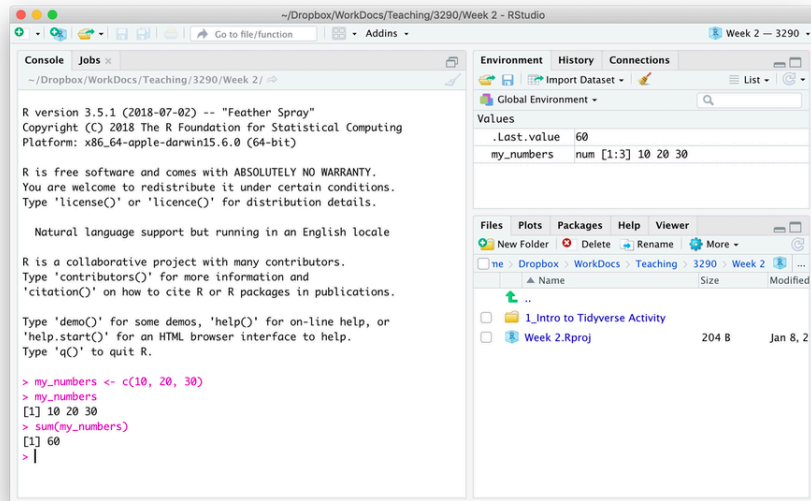 ~/Dropbox/WorkDocs/Teaching/3290/Week 2 - RStudio
Go to file/function
Addins
Week 2 — 3290
Console Jobs
~/Dropbox/WorkDocs/Teaching/3290/Week 2/
R version 3.5.1 (2018-07-02) -- "Feather Spray"
Copyright (C) 2018 The R Foundation for Statistical Computing
Platform: x86_64-apple-darwin15.6.0 (64-bit)
R is free software and comes with ABSOLUTELY NO WARRANTY.
You are welcome to redistribute it under certain conditions.
Type 'license()' or 'licence()' for distribution details.
Natural language support but running in an English locale
R is a collaborative project with many contributors.
Type 'contributors()' for more information and
'citation()' on how to cite R or R packages in publications.
Type 'demo()' for some demos, 'help()' for on-line help, or
'help.start()' for an HTML browser interface to help.
Type 'q()' to quit R.
> my_numbers <- c(10, 20, 30)
> my_numbers
[1] 10 20 30
> sum(my_numbers)
[1] 60
>
Environment History Connections
Import Dataset
List
Global Environment
Values
.Last.value 60
my_numbers num [1:3] 10 20 30
Files Plots Packages Help Viewer
New Folder Delete Rename More
me > Dropbox > WorkDocs > Teaching > 3290 > Week 2 ...
Name Size Modified
..
1_Intro to Tidyverse Activity
Week 2.Rproj 204 B Jan 8, 2